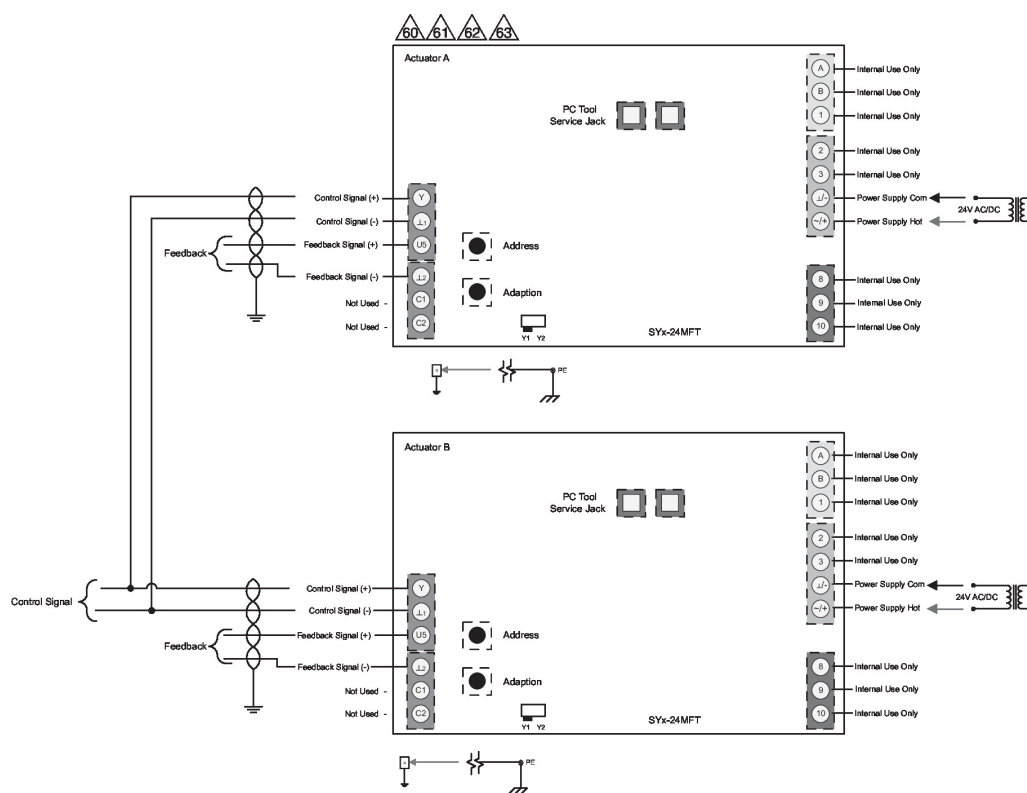 60 61 62 63
Actuator A
A Internal Use Only
B Internal Use Only
PC Tool
Service Jack
1 Internal Use Only
2 Internal Use Only
3 Internal Use Only
Control Signal (+) Y
⊥/- Power Supply Com
24V AC/DC
Control Signal (-) ⊥1
~/+ Power Supply Hot
Feedback
Feedback Signal (+) U5
Address
Feedback Signal (-) ⊥2
8 Internal Use Only
Not Used - C1
Adaption
9 Internal Use Only
Not Used - C2
10 Internal Use Only
Y1 Y2
SYx-24MFT
PE
Actuator B
A Internal Use Only
B Internal Use Only
PC Tool
Service Jack
1 Internal Use Only
2 Internal Use Only
3 Internal Use Only
Control Signal
Control Signal (+) Y
⊥/- Power Supply Com
24V AC/DC
Control Signal (-) ⊥1
~/+ Power Supply Hot
Feedback
Feedback Signal (+) U5
Address
Feedback Signal (-) ⊥2
8 Internal Use Only
Not Used - C1
Adaption
9 Internal Use Only
Not Used - C2
10 Internal Use Only
Y1 Y2
SYx-24MFT
PE